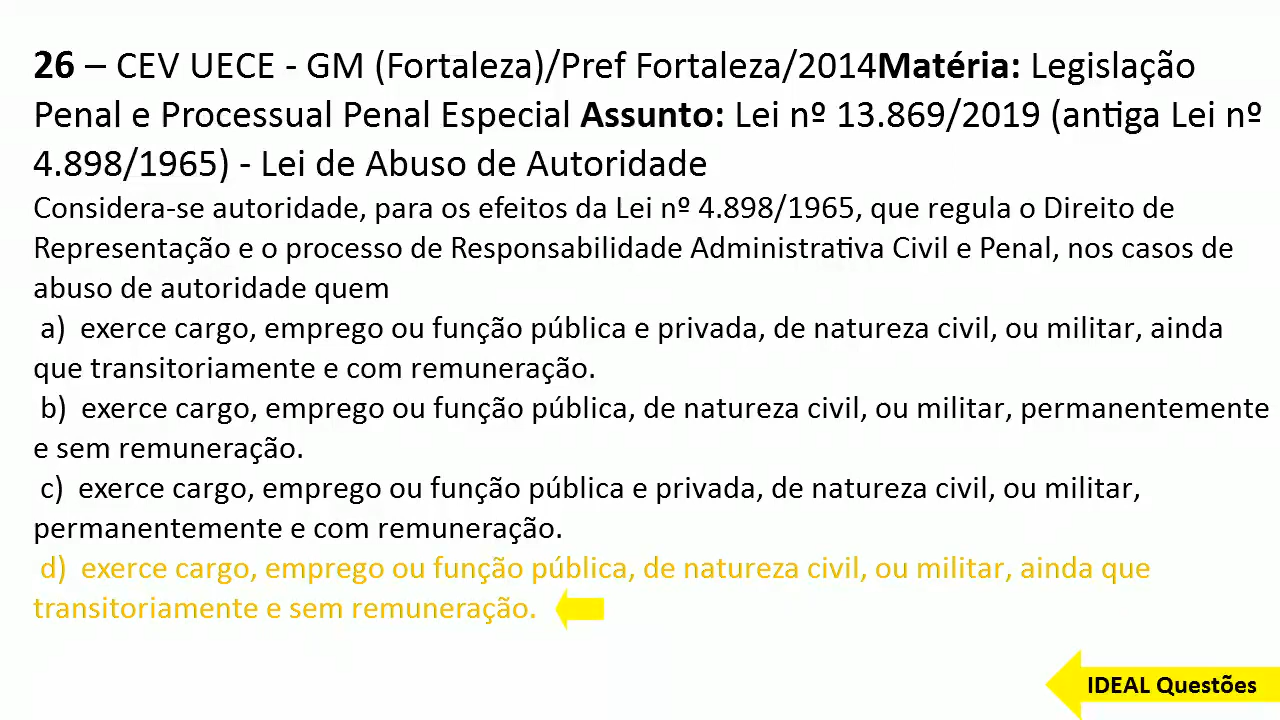 26 – CEV UECE - GM (Fortaleza)/Pref Fortaleza/2014Matéria: Legislação
Penal e Processual Penal Especial Assunto: Lei nº 13.869/2019 (antiga Lei nº
4.898/1965) - Lei de Abuso de Autoridade
Considera-se autoridade, para os efeitos da Lei nº 4.898/1965, que regula o Direito de
Representação e o processo de Responsabilidade Administrativa Civil e Penal, nos casos de
abuso de autoridade quem
a) exerce cargo, emprego ou função pública e privada, de natureza civil, ou militar, ainda
que transitoriamente e com remuneração.
b) exerce cargo, emprego ou função pública, de natureza civil, ou militar, permanentemente
e sem remuneração.
c) exerce cargo, emprego ou função pública e privada, de natureza civil, ou militar,
permanentemente e com remuneração.
d) exerce cargo, emprego ou função pública, de natureza civil, ou militar, ainda que
transitoriamente e sem remuneração.
IDEAL Questões